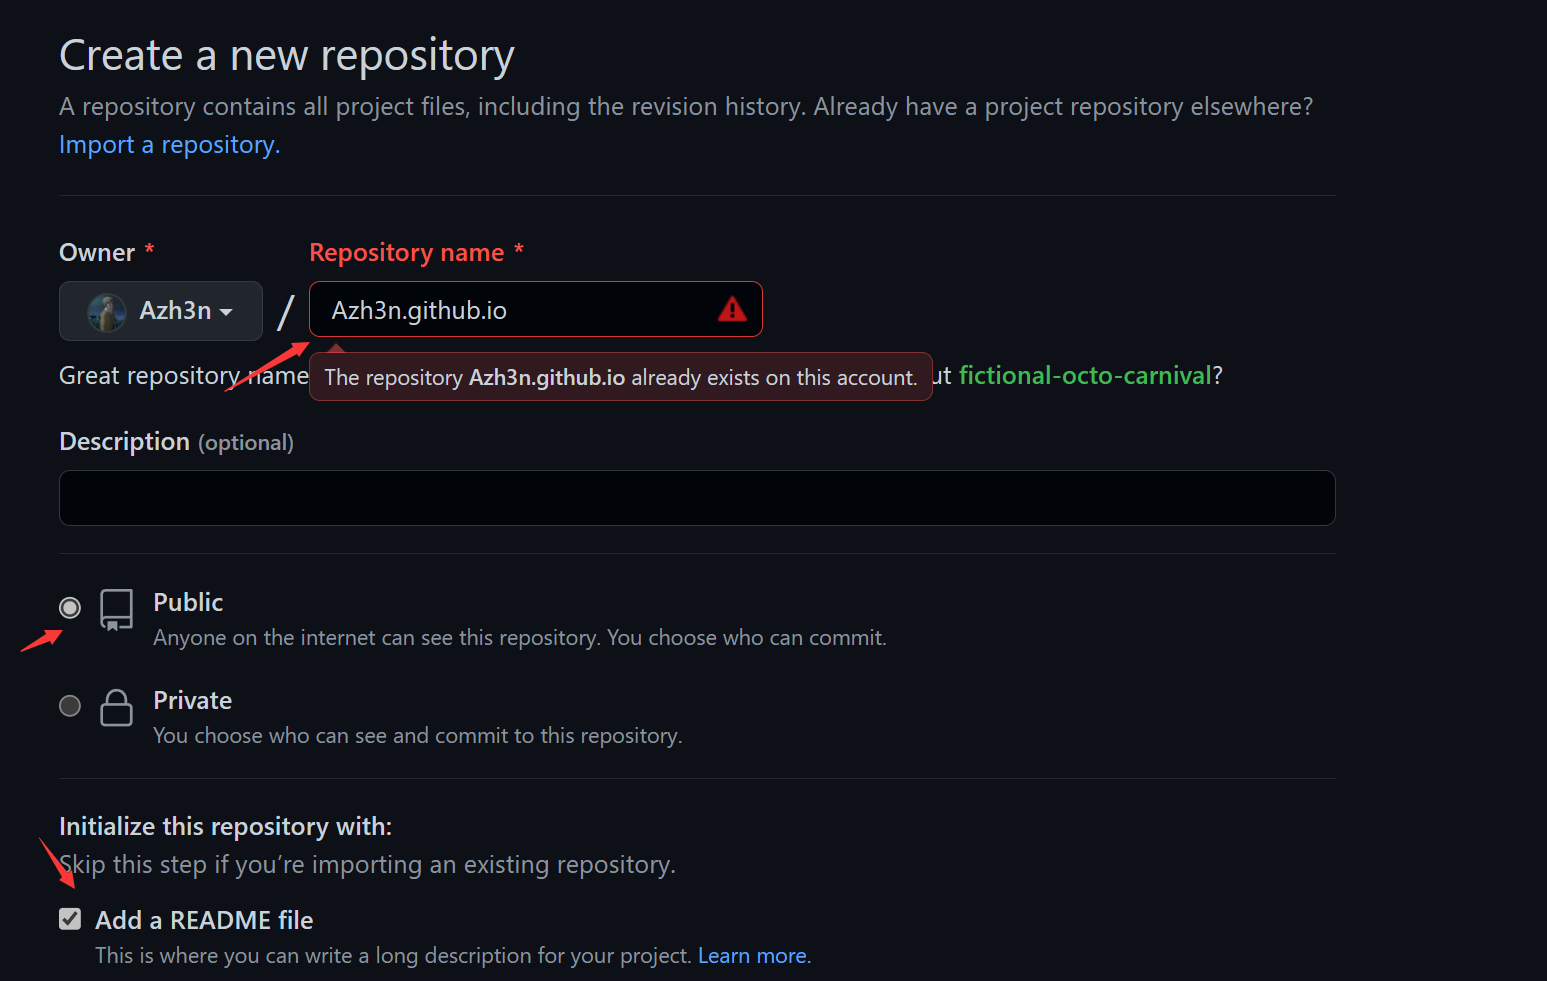 Create a new repository
A repository contains all project files, including the revision history. Already have a project repository elsewhere?
Import a repository.
Owner * Repository name *
Azh3n / Azh3n.github.io
Great repository name
The repository Azh3n.github.io already exists on this account.
ut fictional-octo-carnival?
Description (optional)
Public
Anyone on the internet can see this repository. You choose who can commit.
Private
You choose who can see and commit to this repository.
Initialize this repository with:
Skip this step if you’re importing an existing repository.
Add a README file
This is where you can write a long description for your project. Learn more.